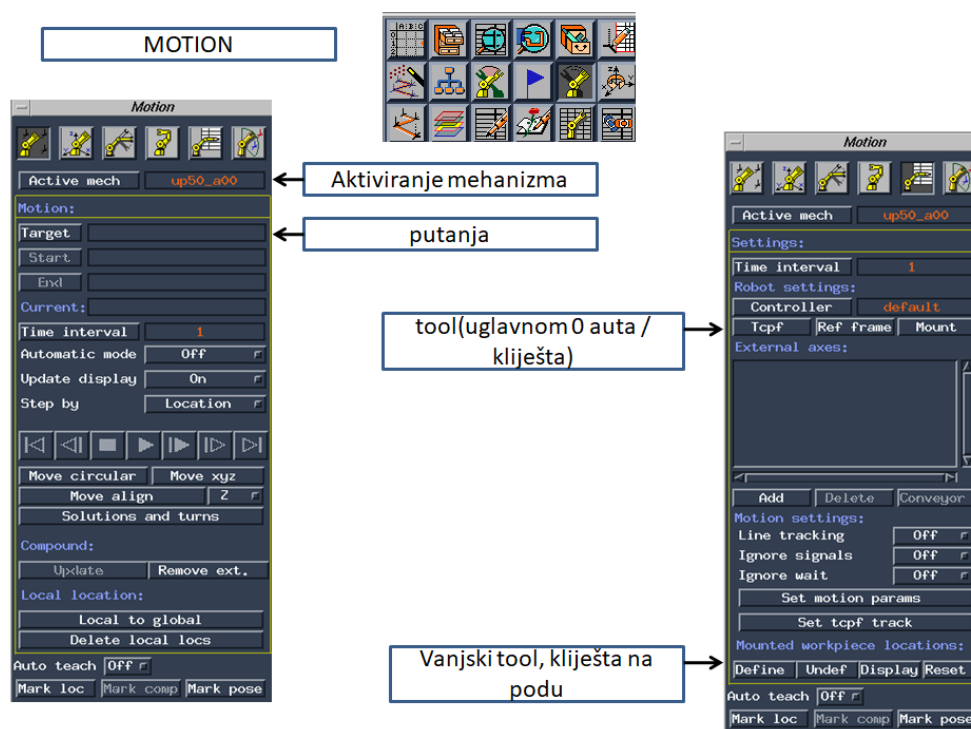 MOTION
A B C
0
1
2
Motion
Active mech up50_a00
Motion:
Target
Start
End
Current:
Time interval 1
Automatic mode Off
Update display On
Step by Location
Move circular Move xyz
Move align Z
Solutions and turns
Compound:
Update Remove ext.
Local location:
Local to global
Delete local locs
Auto teach Off
Mark loc Mark comp Mark pose
Aktiviranje mehanizma
putanja
tool(uglavnom 0 auta /
kliješta)
Vanjski tool, kliješta na
podu
Motion
Active mech up50_a00
Settings:
Time interval 1
Robot settings:
Controller default
Tcpf Ref frame Mount
External axes:
Add Delete Conveyor
Motion settings:
Line tracking Off
Ignore signals Off
Ignore wait Off
Set motion params
Set tcpf track
Mounted workpiece locations:
Define Undef Display Reset
Auto teach Off
Mark loc Mark comp Mark pose